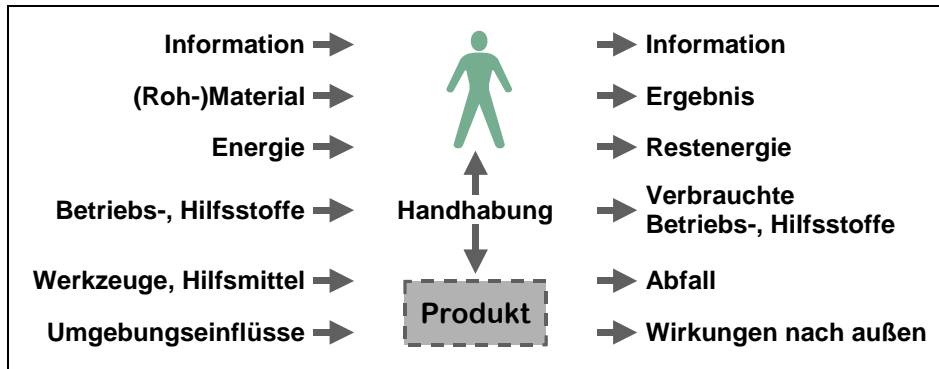 Information
Information
(Roh-)Material
Ergebnis
Energie
Restenergie
Betriebs-, Hilfsstoffe
Handhabung
Verbrauchte
Betriebs-, Hilfsstoffe
Werkzeuge, Hilfsmittel
Produkt
Abfall
Umgebungseinflüsse
Wirkungen nach außen